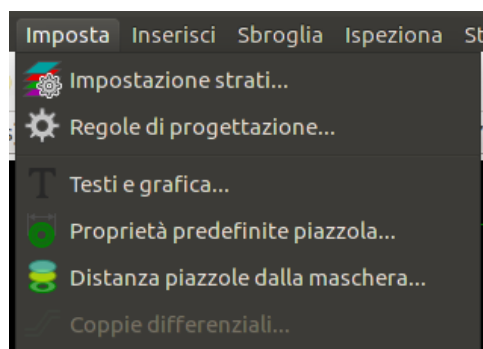 Imposta Inserisci Sbroglia Ispeziona St
Impostazione strati...
Regole di progettazione...
Testi e grafica...
Proprietà predefinite piazzola...
Distanza piazzole dalla maschera...
Coppie differenziali...